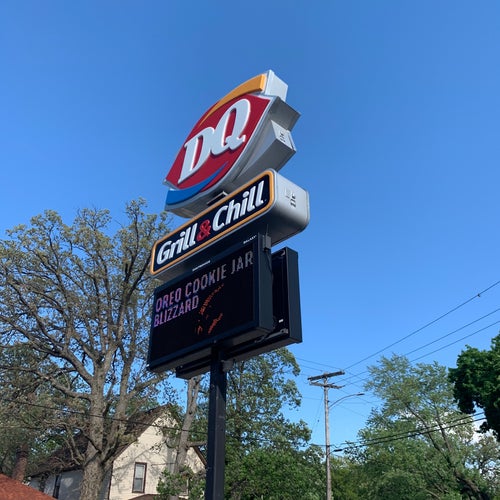 DQ
Grill & Chill
OREO COOKIE JAR
BLIZZARD